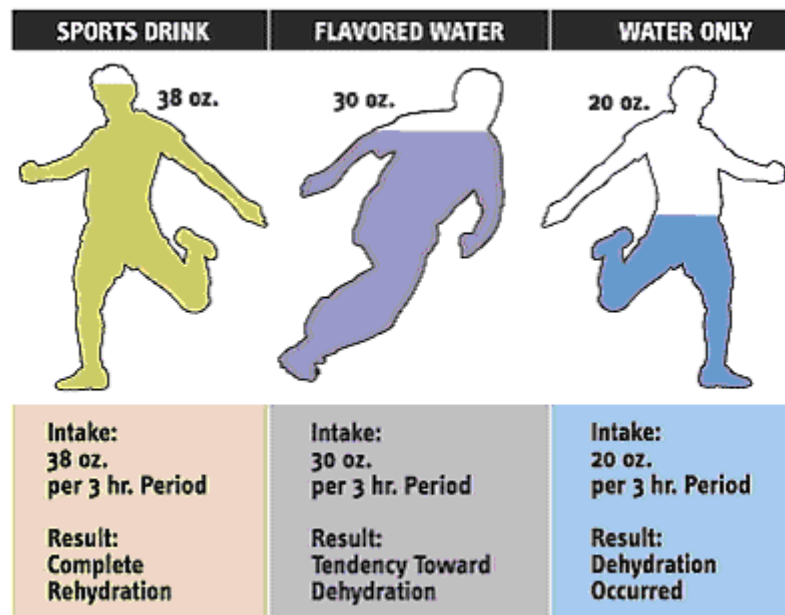 SPORTS DRINK
FLAVORED WATER
WATER ONLY
38 oz.
30 oz.
20 oz.
Intake:
38 oz.
per 3 hr. Period
Result:
Complete
Rehydration
Intake:
30 oz.
per 3 hr. Period
Result:
Tendency Toward
Dehydration
Intake:
20 oz.
per 3 hr. Period
Result:
Dehydration
Occurred